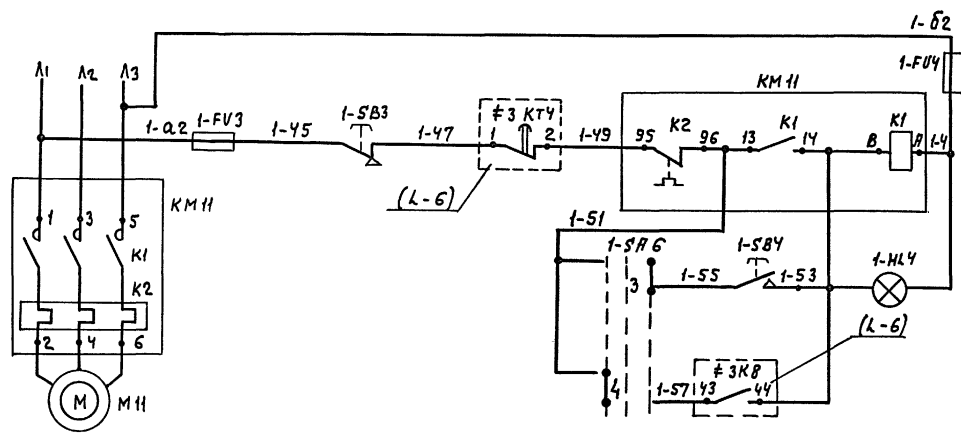 1-б2
Л1 Л2 Л3
1-FU4
КМ11
1-а2 1-FU3 1-45 1-SB3 1-47 ≠3 КТ4 1 2 1-49 95 К2 96 13 К1 14 В К1 А 1-4
(L-6)
КМ11
1 3 5
К1
К2
2 4 6
М М11
1-51
1-SA6
1-SB4
1-HL4
3 1-55 1-53
(L-6)
≠3К8
4 1-57 43 44